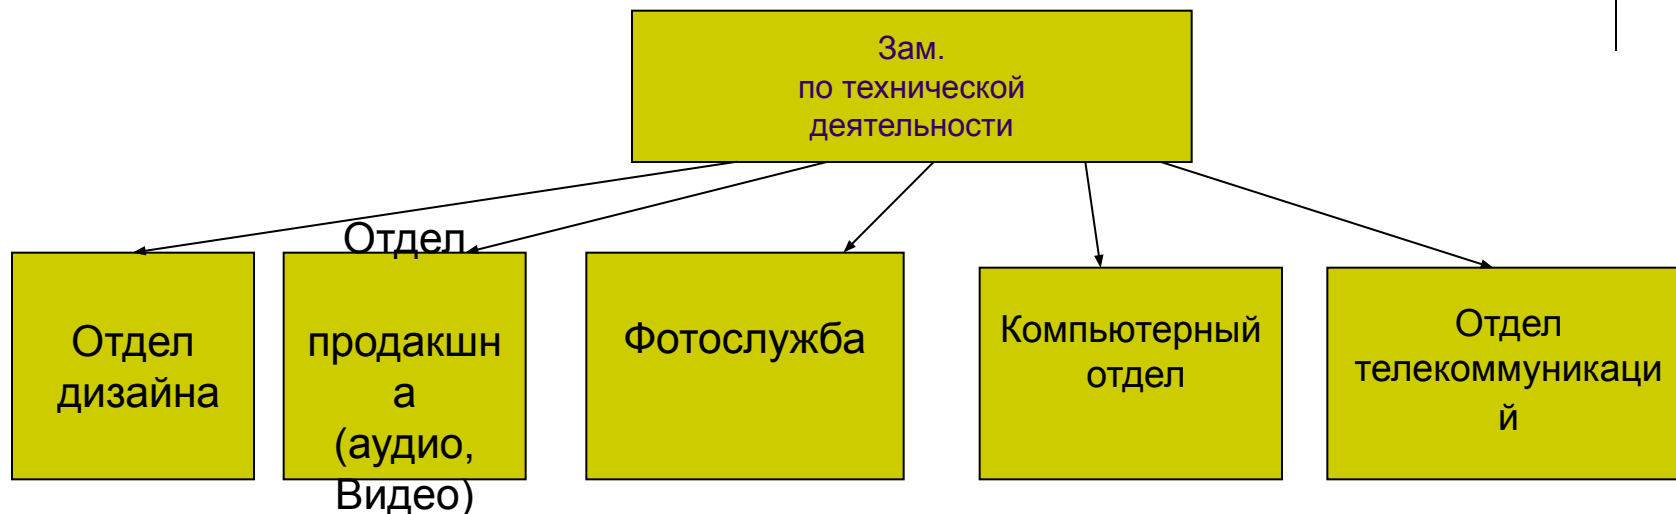 Зам.
по технической
деятельности
Отдел
дизайна
Отдел
продакшн
а
(аудио,
Видео)
Фотослужба
Компьютерный
отдел
Отдел
телекоммуникаци
й